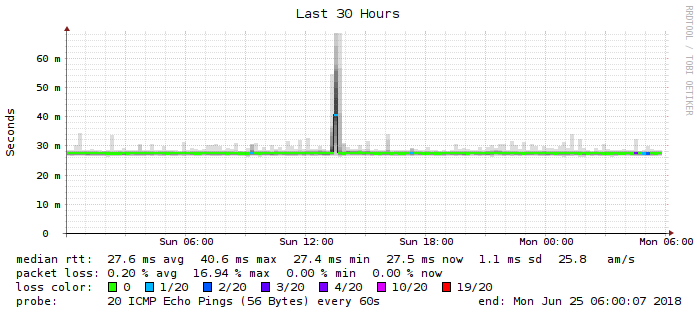 Last 30 Hours
RRDTOOL / TOBI OETIKER
Seconds
60 m
50 m
40 m
30 m
20 m
10 m
0
Sun 06:00 Sun 12:00 Sun 18:00 Mon 00:00 Mon 06:00
median rtt: 27.6 ms avg 40.6 ms max 27.4 ms min 27.5 ms now 1.1 ms sd 25.8 am/s
packet loss: 0.20 % avg 16.94 % max 0.00 % min 0.00 % now
loss color: 0 1/20 2/20 3/20 4/20 10/20 19/20
probe: 20 ICMP Echo Pings (56 Bytes) every 60s end: Mon Jun 25 06:00:07 2018